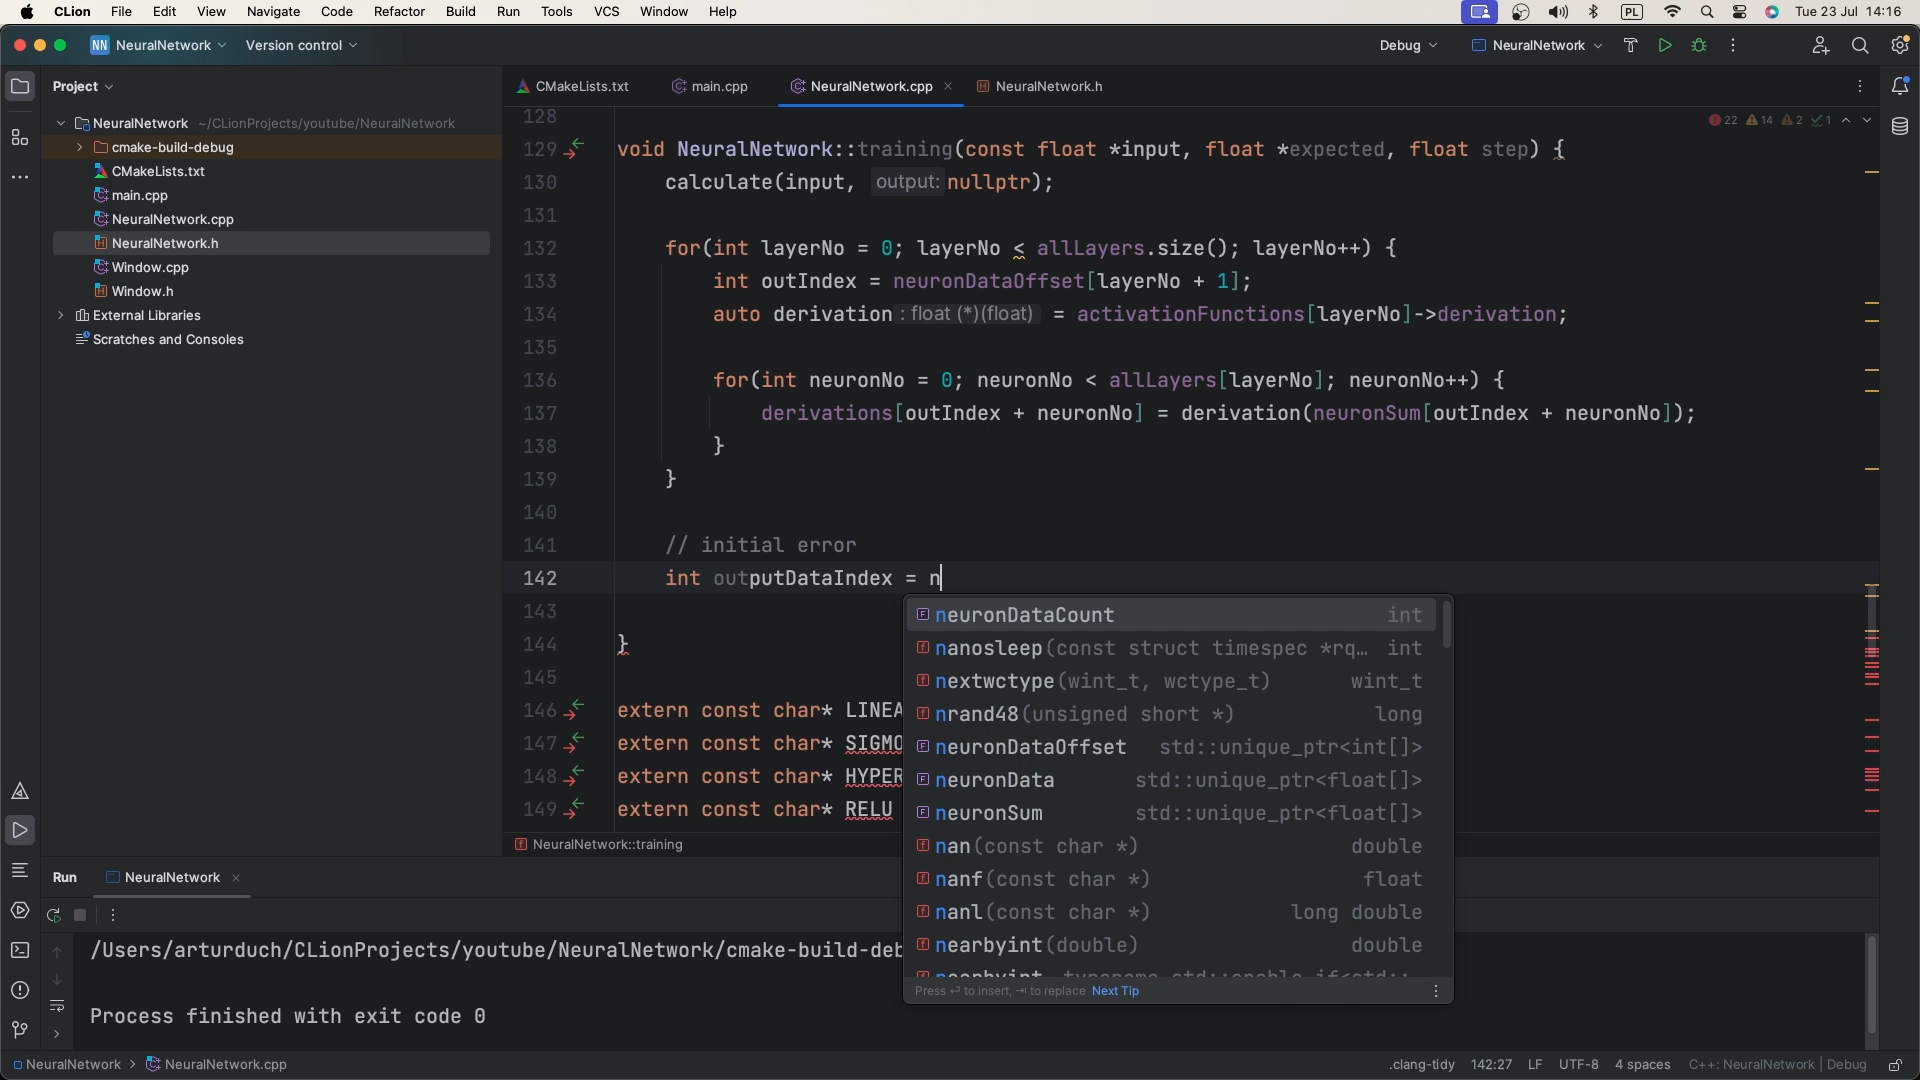 CLion File Edit View Navigate Code Refactor Build Run Tools VCS Window Help PL Tue 23 Jul 14:16
NN NeuralNetwork Version control Debug NeuralNetwork
Project
NeuralNetwork ~/CLionProjects/youtube/NeuralNetwork
cmake-build-debug
CMakeLists.txt
main.cpp
NeuralNetwork.cpp
NeuralNetwork.h
Window.cpp
Window.h
External Libraries
Scratches and Consoles
CMakeLists.txt main.cpp NeuralNetwork.cpp NeuralNetwork.h
22 14 2 1
128
129 void NeuralNetwork::training(const float *input, float *expected, float step) {
130 calculate(input, output: nullptr);
131
132 for(int layerNo = 0; layerNo < allLayers.size(); layerNo++) {
133 int outIndex = neuronDataOffset[layerNo + 1];
134 auto derivation : float (*)(float) = activationFunctions[layerNo]->derivation;
135
136 for(int neuronNo = 0; neuronNo < allLayers[layerNo]; neuronNo++) {
137 derivations[outIndex + neuronNo] = derivation(neuronSum[outIndex + neuronNo]);
138 }
139 }
140
141 // initial error
142 int outputDataIndex = n
143
144 }
145
146 extern const char* LINEA
147 extern const char* SIGMO
148 extern const char* HYPER
149 extern const char* RELU
neuronDataCount int
nanosleep(const struct timespec *rq... int
nextwctype(wint_t, wctype_t) wint_t
nrand48(unsigned short *) long
neuronDataOffset std::unique_ptr<int[]>
neuronData std::unique_ptr<float[]>
neuronSum std::unique_ptr<float[]>
nan(const char *) double
nanf(const char *) float
nanl(const char *) long double
nearbyint(double) double
Press ⏎ to insert, ⇥ to replace Next Tip
NeuralNetwork::training
Run NeuralNetwork
/Users/arturduch/CLionProjects/youtube/NeuralNetwork/cmake-build-deb
Process finished with exit code 0
NeuralNetwork > NeuralNetwork.cpp .clang-tidy 142:27 LF UTF-8 4 spaces C++: NeuralNetwork | Debug